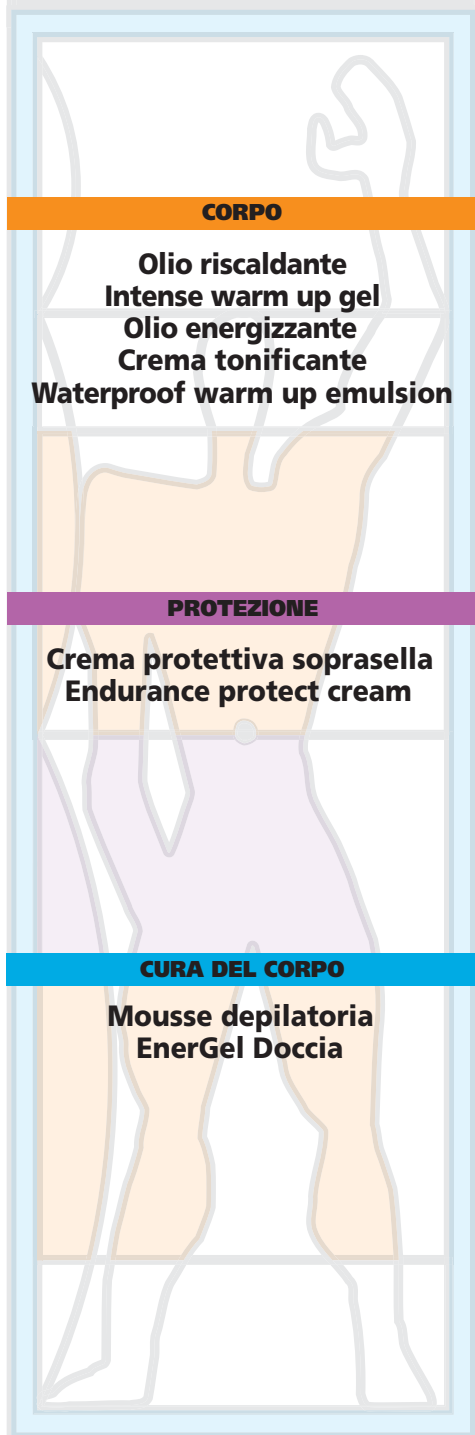 CORPO
Olio riscaldante
Intense warm up gel
Olio energizzante
Crema tonificante
Waterproof warm up emulsion
PROTEZIONE
Crema protettiva soprasella
Endurance protect cream
CURA DEL CORPO
Mousse depilatoria
EnerGel Doccia